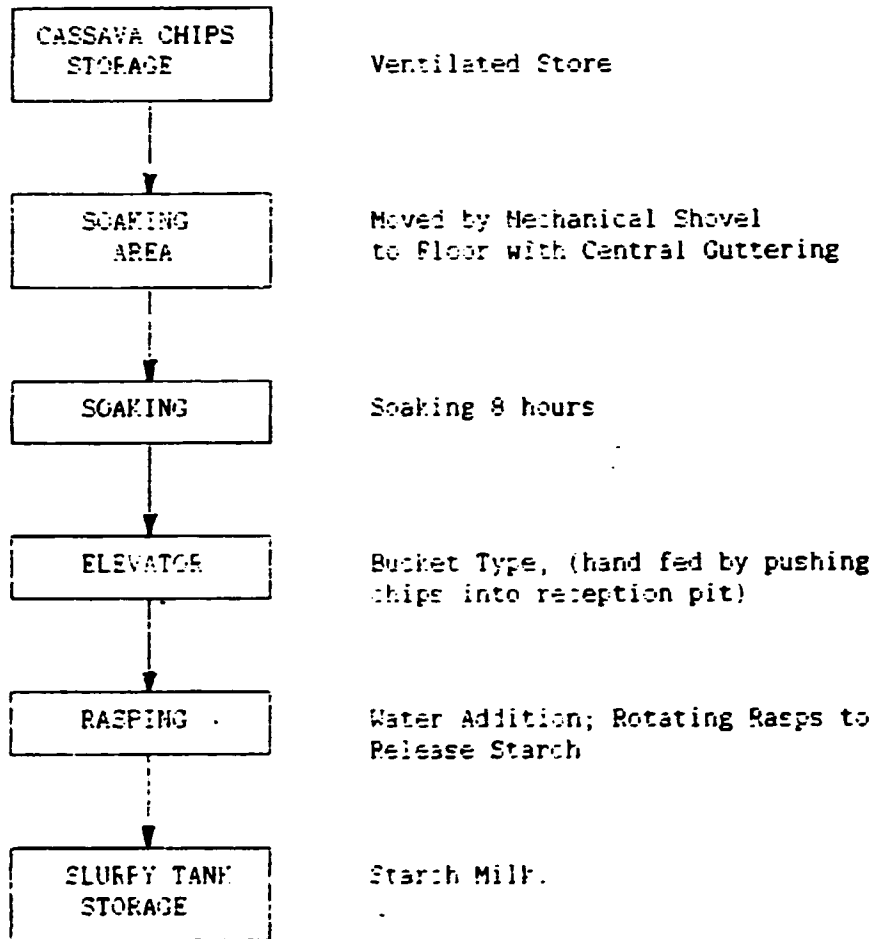 CASSAVA CHIPS
STORAGE
Ventilated Store
SOAKING
AREA
Moved by Mechanical Shovel
to Floor with Central Guttering
SOAKING
Soaking 8 hours
ELEVATOR
Bucket Type, (hand fed by pushing
chips into reception pit)
RASPING
Water Addition; Rotating Rasps to
Release Starch
SLURRY TANK
STORAGE
Starch Milk.